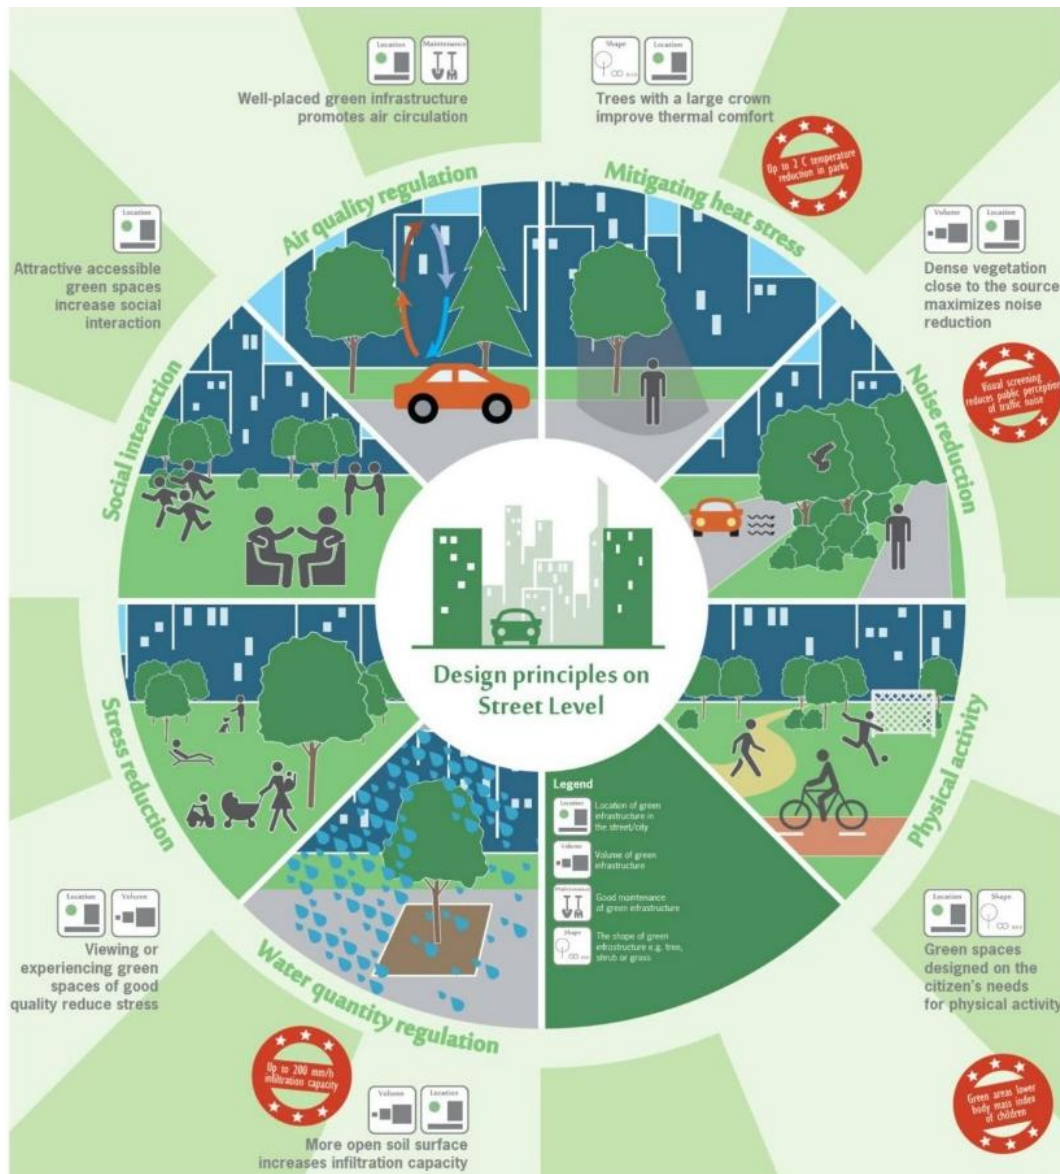 Location
Maintenance
Well-placed green infrastructure
promotes air circulation
Shape
Location
Trees with a large crown
improve thermal comfort
Up to 2 C temperature
reduction in parks
Air quality regulation
Mitigating heat stress
Location
Attractive accessible
green spaces
increase social
interaction
Volume
Location
Dense vegetation
close to the source
maximizes noise
reduction
Visual screening
reduces public perception
of traffic noise
Social interaction
Noise reduction
Design principles on
Street Level
Stress reduction
Physical activity
Legend
Location
Location of green
infrastructure in
the street/city
Volume
Volume of green
infrastructure
Maintenance
Good maintenance
of green infrastructure
Shape
The shape of green
infrostructure e.g. tree,
shrub or grass
Location
Volume
Viewing or
experiencing green
spaces of good
quality reduce stress
Location
Shape
Green spaces
designed on the
citizen's needs
for physical activity
Water quantity regulation
Up to 200 mm/h
infiltration capacity
Volume
Location
More open soil surface
increases infiltration capacity
Green areas lower
body mass index
of children